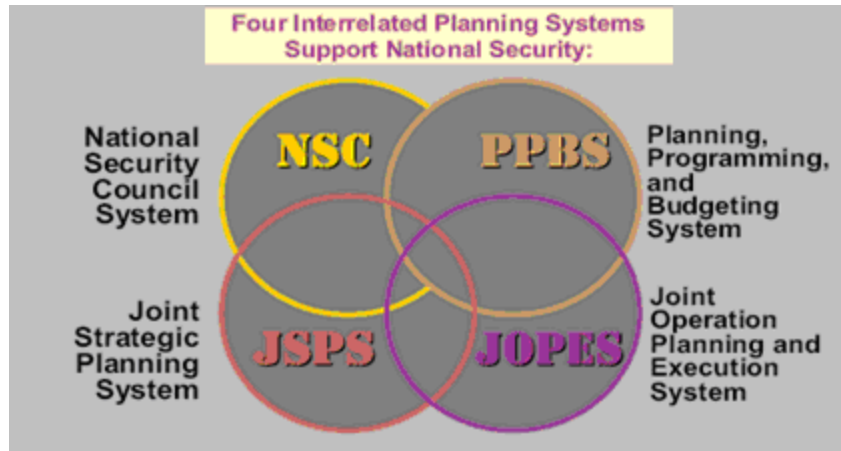 Four Interrelated Planning Systems
Support National Security:
National
Security
Council
System
NSC
PPBS
Planning,
Programming,
and
Budgeting
System
Joint
Strategic
Planning
System
JSPS
JOPES
Joint
Operation
Planning and
Execution
System